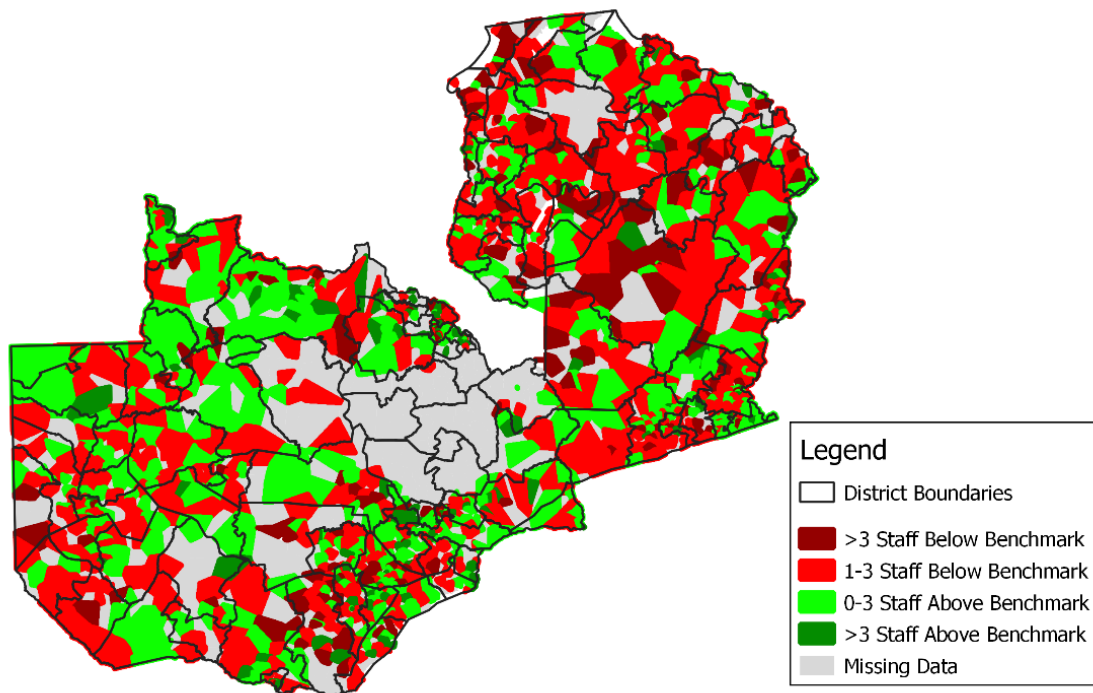 Legend
District Boundaries
>3 Staff Below Benchmark
1-3 Staff Below Benchmark
0-3 Staff Above Benchmark
>3 Staff Above Benchmark
Missing Data